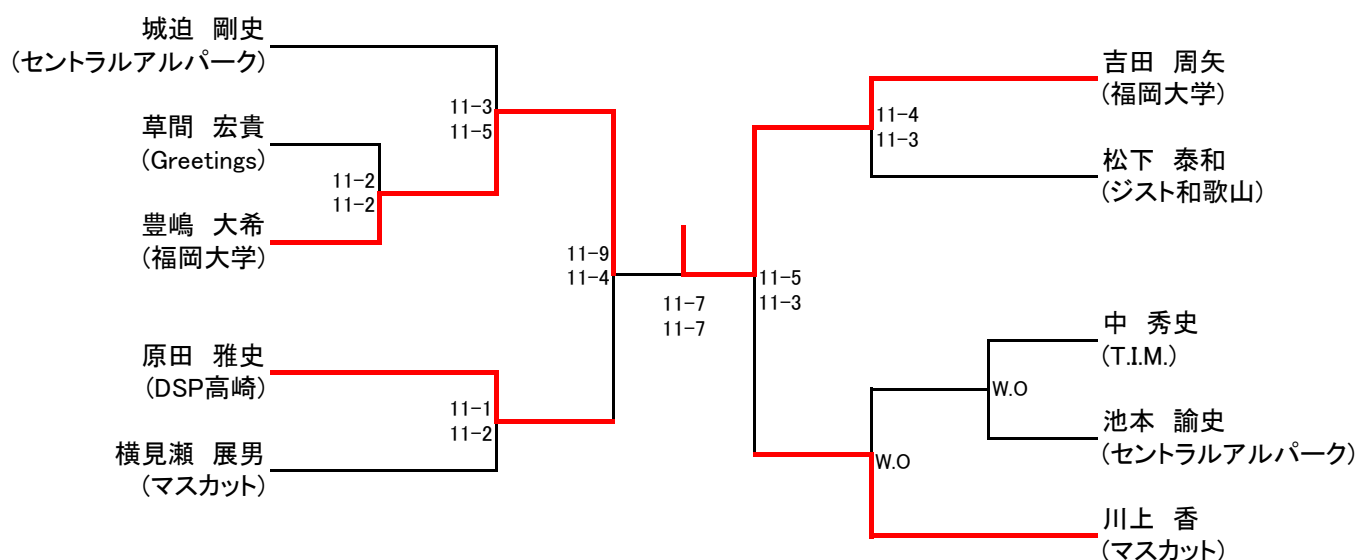 城迫 剛史
(セントラルアルパーク)
草間 宏貴
(Greetings)
豊嶋 大希
(福岡大学)
原田 雅史
(DSP高崎)
横見瀬 展男
(マスカット)
11-3
11-5
11-2
11-2
11-1
11-2
11-9
11-4
11-7
11-7
11-5
11-3
11-4
11-3
W.O
W.O
吉田 周矢
(福岡大学)
松下 泰和
(ジスト和歌山)
中 秀史
(T.I.M.)
池本 諭史
(セントラルアルパーク)
川上 香
(マスカット)